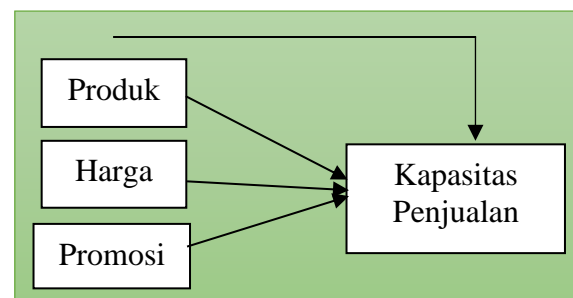 Produk
Harga
Promosi
Kapasitas
Penjualan